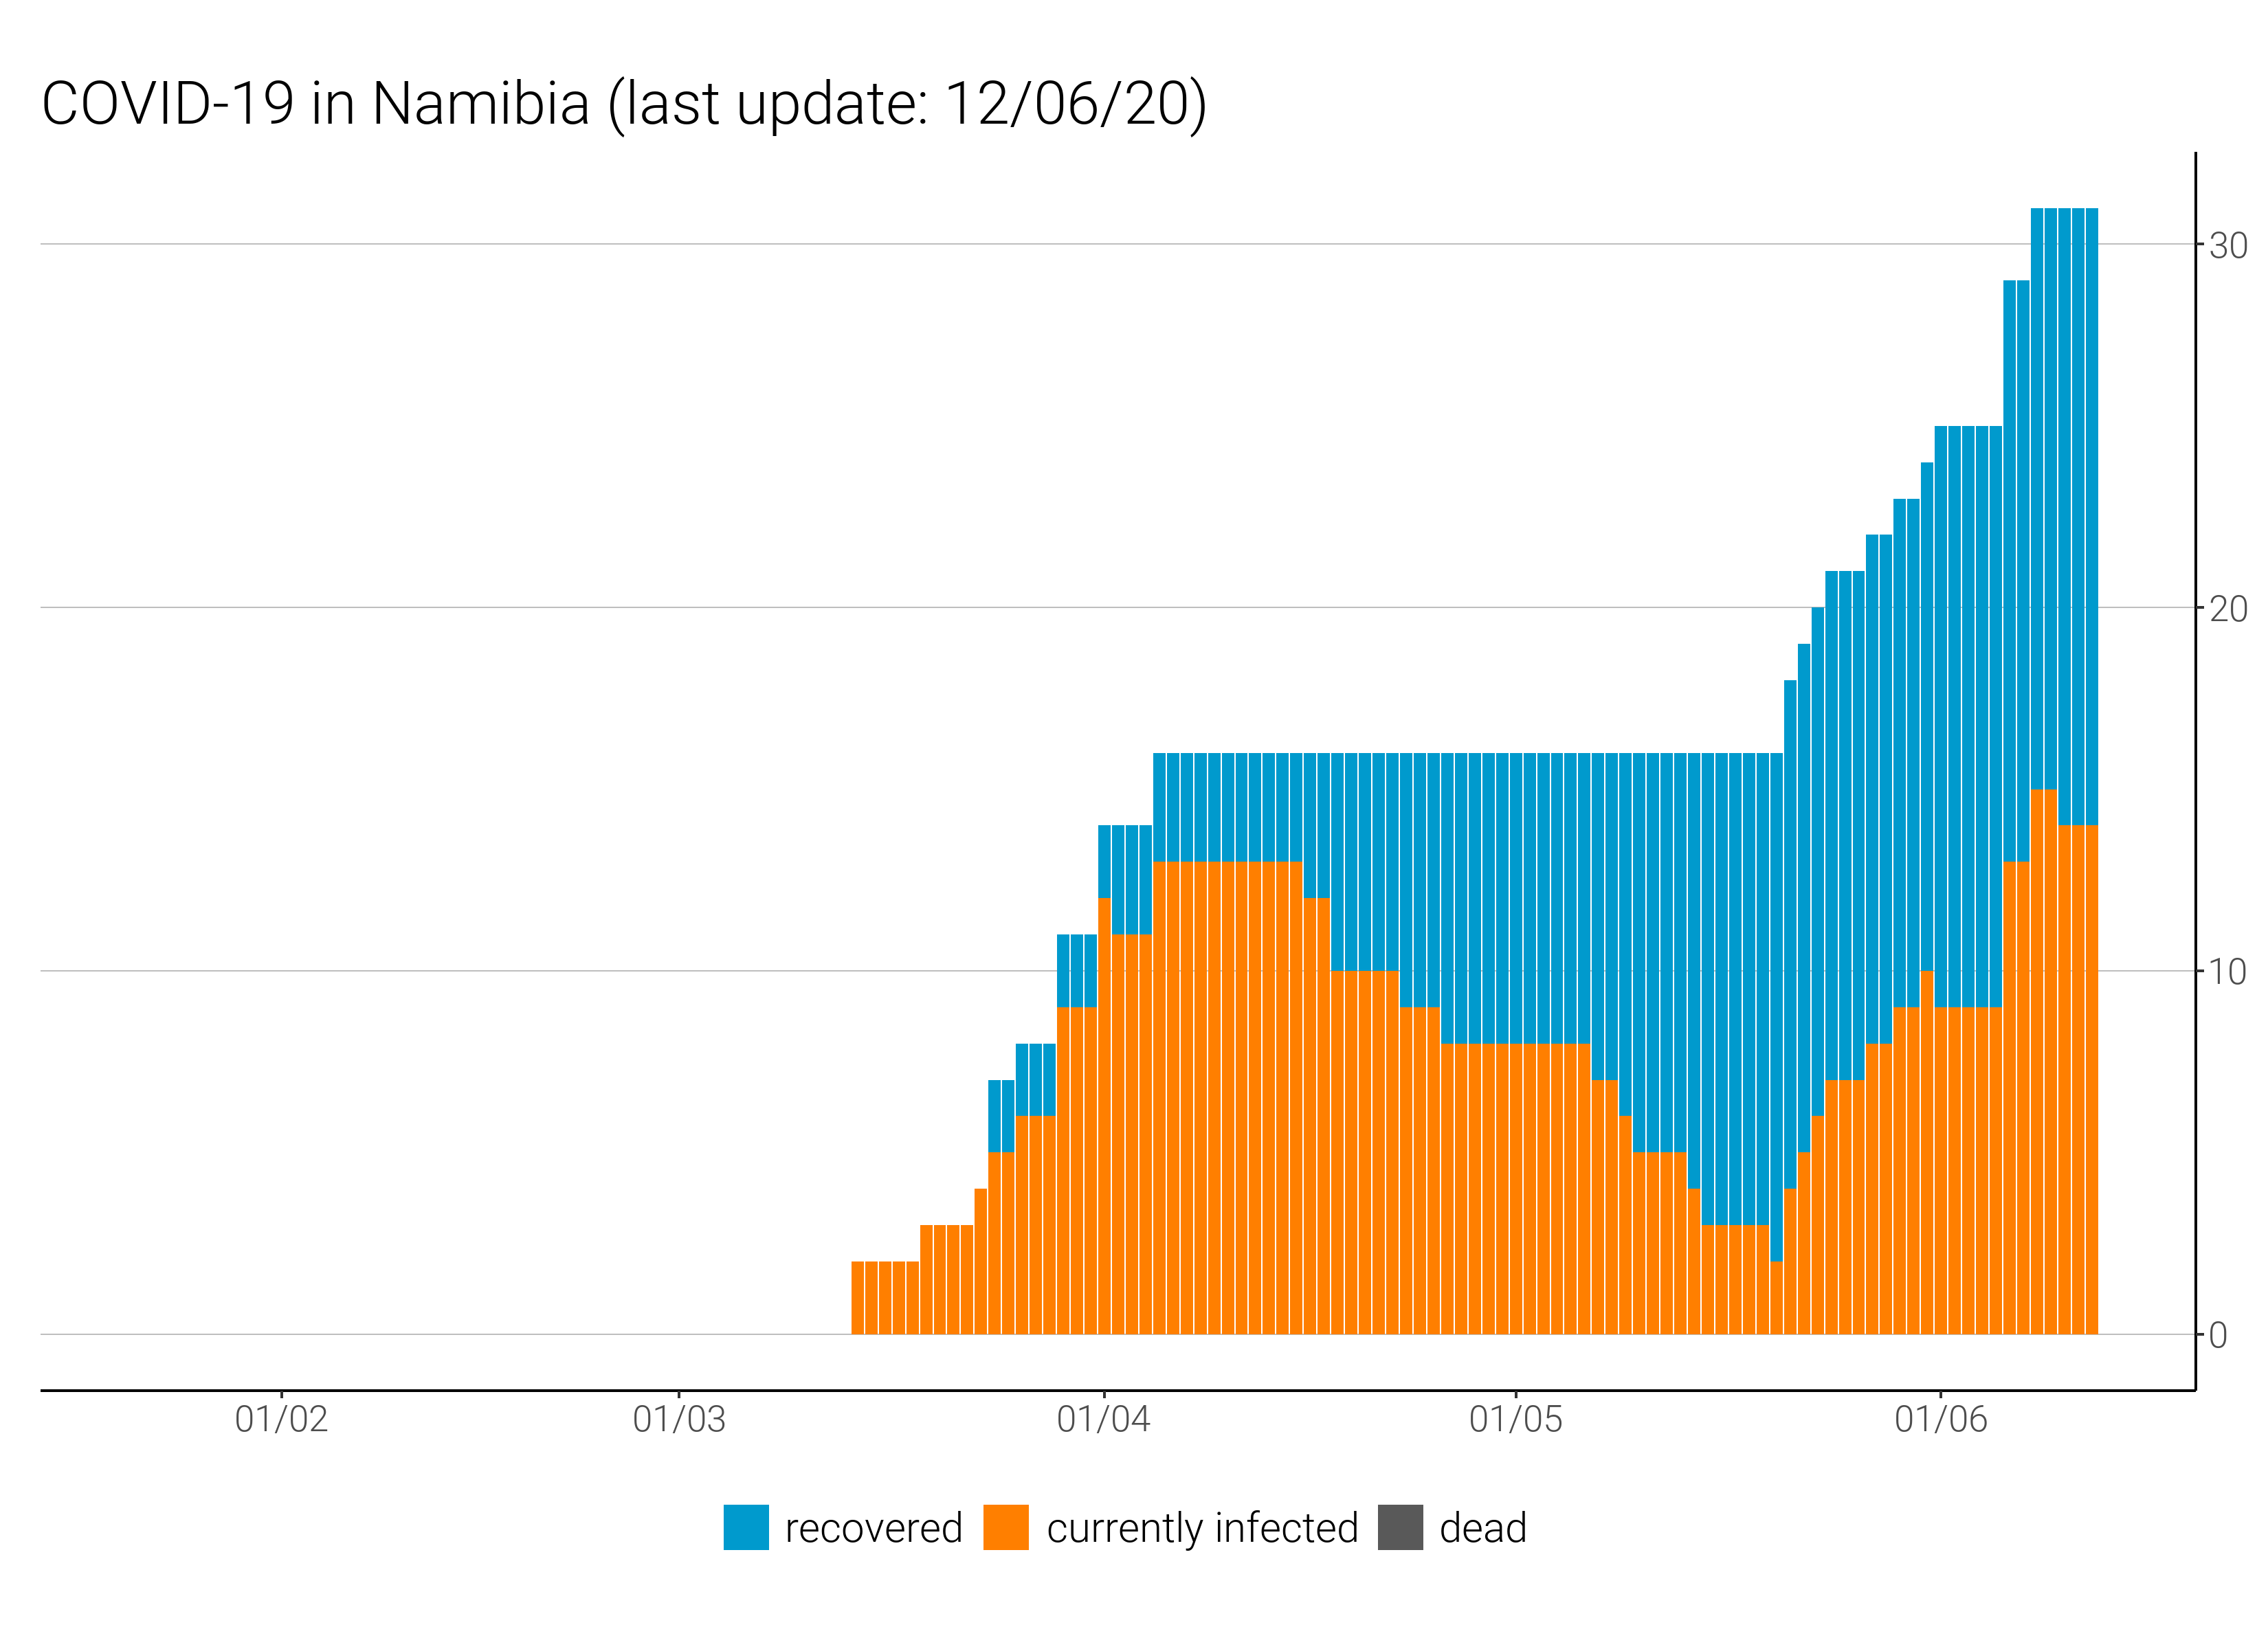 COVID-19 in Namibia (last update: 12/06/20)
30
20
10
0
01/02 01/03 01/04 01/05 01/06
recovered currently infected dead